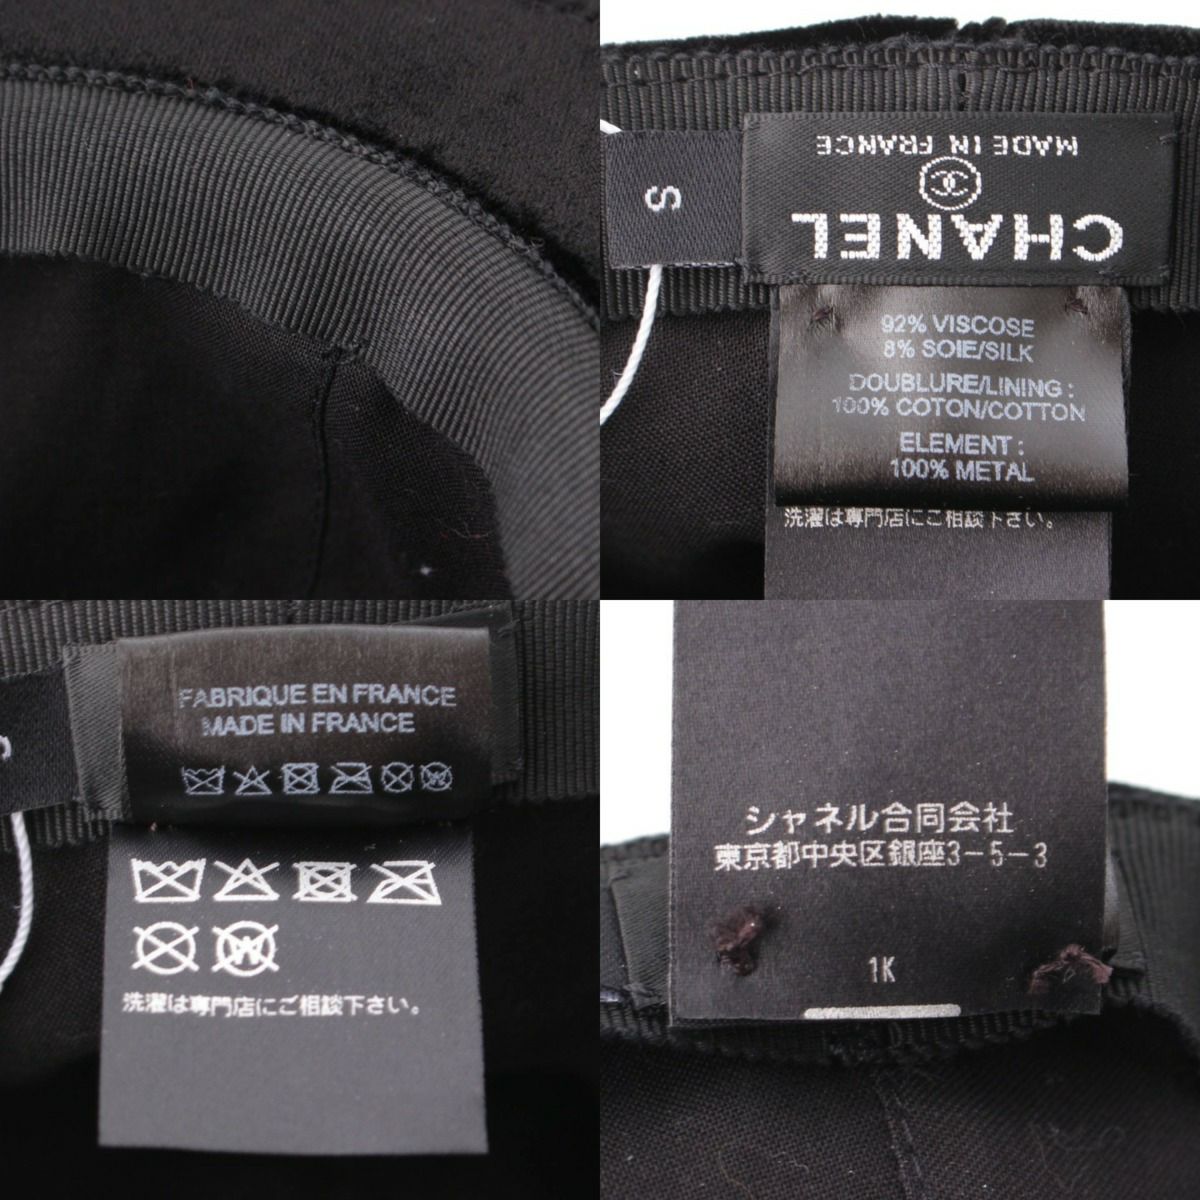 S
MADE IN FRANCE
CHANEL
92% VISCOSE
8% SOIE/SILK
DOUBLURE/LINING :
100% COTON/COTTON
ELEMENT :
100% METAL
洗濯は専門店にご相談下さい。
FABRIQUE EN FRANCE
MADE IN FRANCE
W
W
洗濯は専門店にご相談下さい。
シャネル合同会社
東京都中央区銀座3-5-3
1K